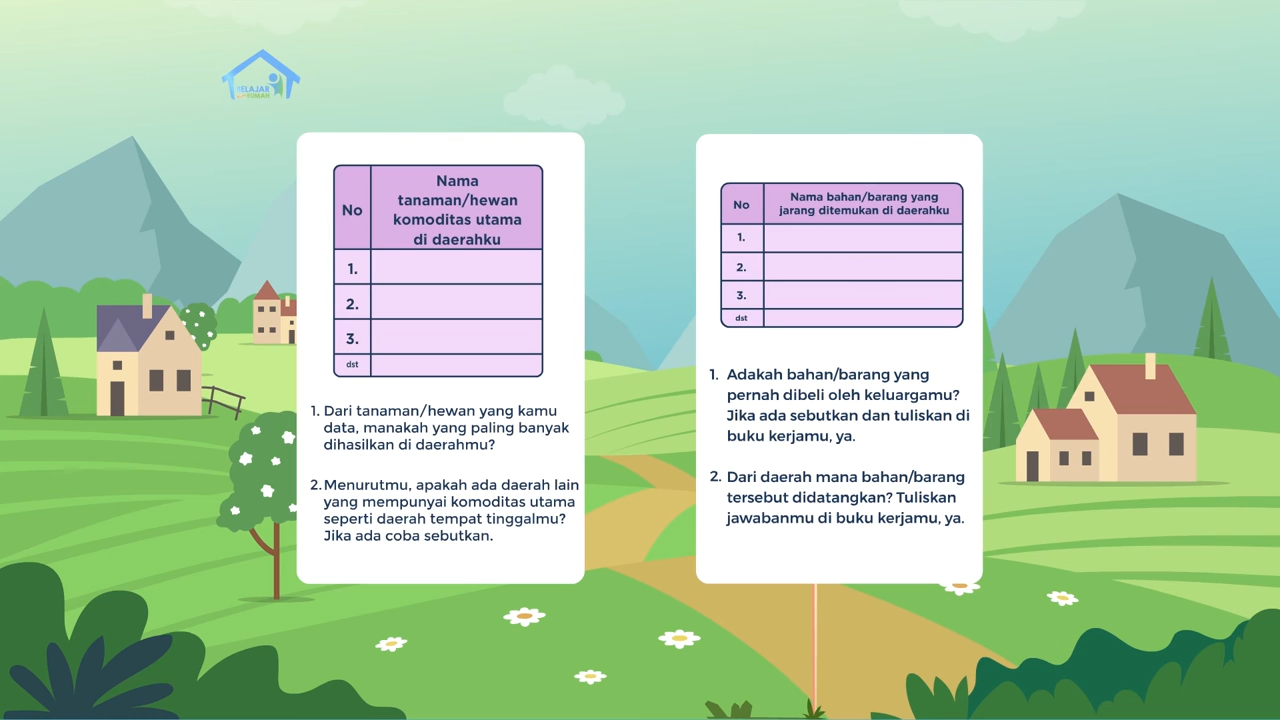 BELAJAR
RUMAH
No
Nama
tanaman/hewan
komoditas utama
di daerahku
1.
2.
3.
dst
1. Dari tanaman/hewan yang kamu
data, manakah yang paling banyak
dihasilkan di daerahmu?
2. Menurutmu, apakah ada daerah lain
yang mempunyai komoditas utama
seperti daerah tempat tinggalmu?
Jika ada coba sebutkan.
No
Nama bahan/barang yang
jarang ditemukan di daerahku
1.
2.
3.
dst
1. Adakah bahan/barang yang
pernah dibeli oleh keluargamu?
Jika ada sebutkan dan tuliskan di
buku kerjamu, ya.
2. Dari daerah mana bahan/barang
tersebut didatangkan? Tuliskan
jawabanmu di buku kerjamu, ya.